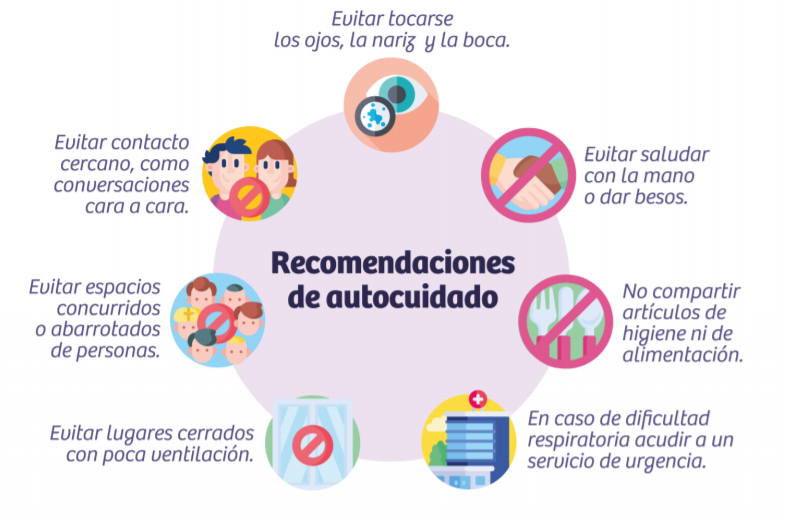 Evitar tocarse
los ojos, la nariz y la boca.
Evitar contacto
cercano, como
conversaciones
cara a cara.
Evitar saludar
con la mano
o dar besos.
Recomendaciones
de autocuidado
Evitar espacios
concurridos
o abarrotados
de personas.
No compartir
artículos de
higiene ni de
alimentación.
Evitar lugares cerrados
con poca ventilación.
En caso de dificultad
respiratoria acudir a un
servicio de urgencia.